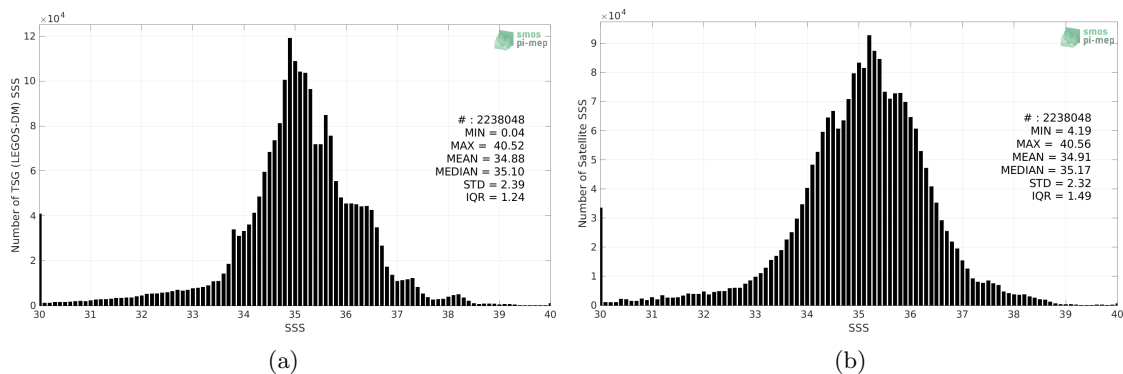 ×10⁴
12
10
8
6
4
2
0
30 31 32 33 34 35 36 37 38 39 40
SSS
Number of TSG (LEGOS-DM) SSS
smos
pi-mep
# : 2238048
MIN = 0.04
MAX = 40.52
MEAN = 34.88
MEDIAN = 35.10
STD = 2.39
IQR = 1.24
(a)
×10⁴
9
8
7
6
5
4
3
2
1
0
30 31 32 33 34 35 36 37 38 39 40
SSS
Number of Satellite SSS
smos
pi-mep
# : 2238048
MIN = 4.19
MAX = 40.56
MEAN = 34.91
MEDIAN = 35.17
STD = 2.32
IQR = 1.49
(b)